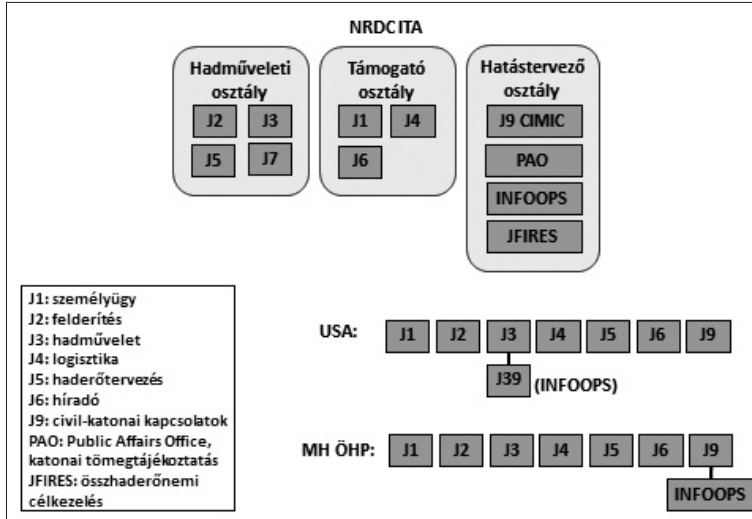 NRDC ITA
Hadműveleti
osztály
J2 J3
J5 J7
Támogató
osztály
J1 J4
J6
Hatástervező
osztály
J9 CIMIC
PAO
INFOOPS
JFIRES
J1: személyügy
J2: felderítés
J3: hadművelet
J4: logisztika
J5: haderőtervezés
J6: híradó
J9: civil-katonai kapcsolatok
PAO: Public Affairs Office,
katonai tömegtájékoztatás
JFIRES: összhaderőnemi
célkezelés
USA: J1 J2 J3 J4 J5 J6 J9
J39 (INFOOPS)
MH ÖHP: J1 J2 J3 J4 J5 J6 J9
INFOOPS